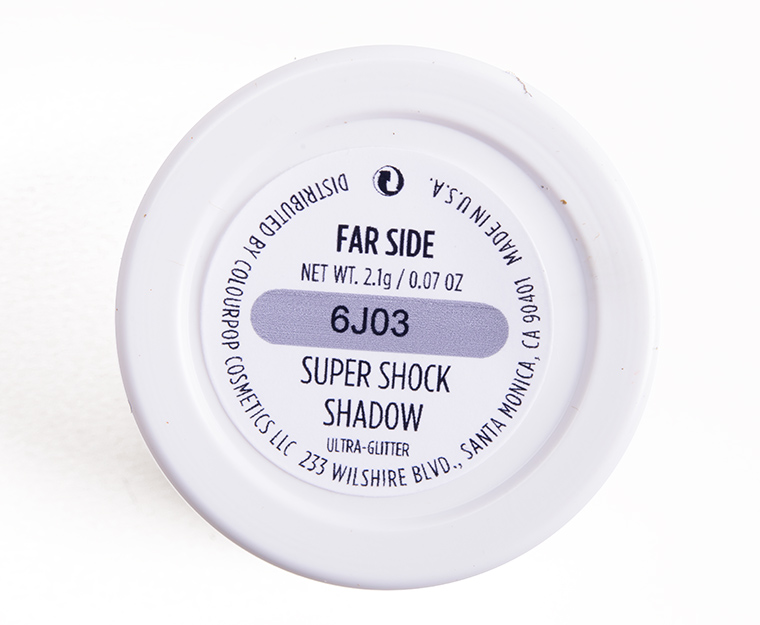 FAR SIDE
NET WT. 2.1g / 0.07 OZ
6J03
SUPER SHOCK
SHADOW
ULTRA-GLITTER
DISTRIBUTED BY COLOURPOP COSMETICS LLC 233 WILSHIRE BLVD., SANTA MONICA, CA 90401 MADE IN U.S.A.